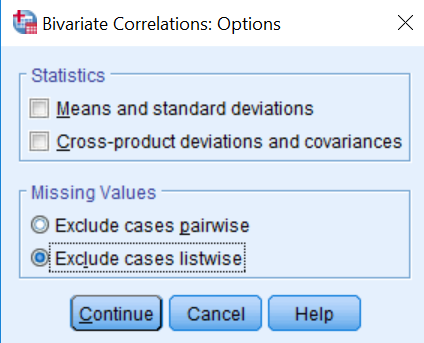 Bivariate Correlations: Options
Statistics
Means and standard deviations
Cross-product deviations and covariances
Missing Values
Exclude cases pairwise
Exclude cases listwise
Continue Cancel Help